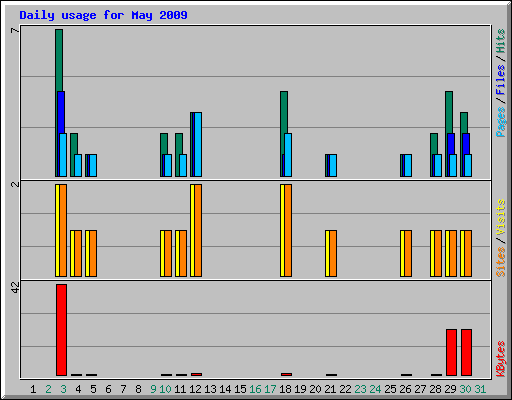 Daily usage for May 2009
7
Pages / Files / Hits
2
Sites / Visits
42
KBytes
1 2 3 4 5 6 7 8 9 10 11 12 13 14 15 16 17 18 19 20 21 22 23 24 25 26 27 28 29 30 31